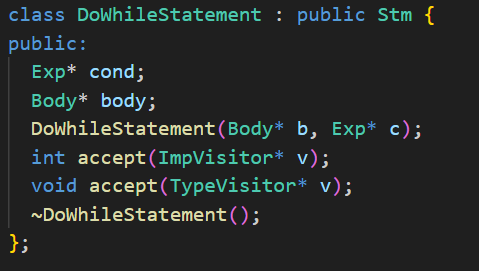 class DoWhileStatement : public Stm {
public:
  Exp* cond;
  Body* body;
  DoWhileStatement(Body* b, Exp* c);
  int accept(ImpVisitor* v);
  void accept(TypeVisitor* v);
  ~DoWhileStatement();
};